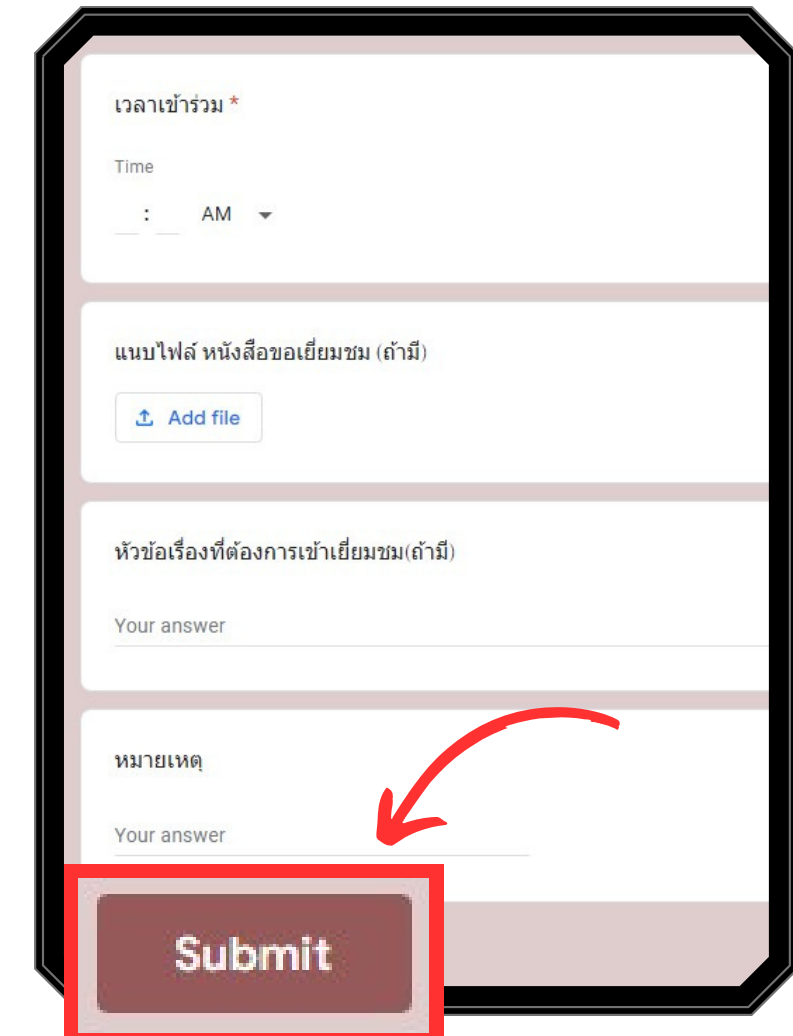 เวลาเข้าร่วม *
Time
: AM
แนบไฟล์ หนังสือขอเยี่ยมชม (ถ้ามี)
Add file
หัวข้อเรื่องที่ต้องการเข้าเยี่ยมชม(ถ้ามี)
Your answer
หมายเหตุ
Your answer
Submit